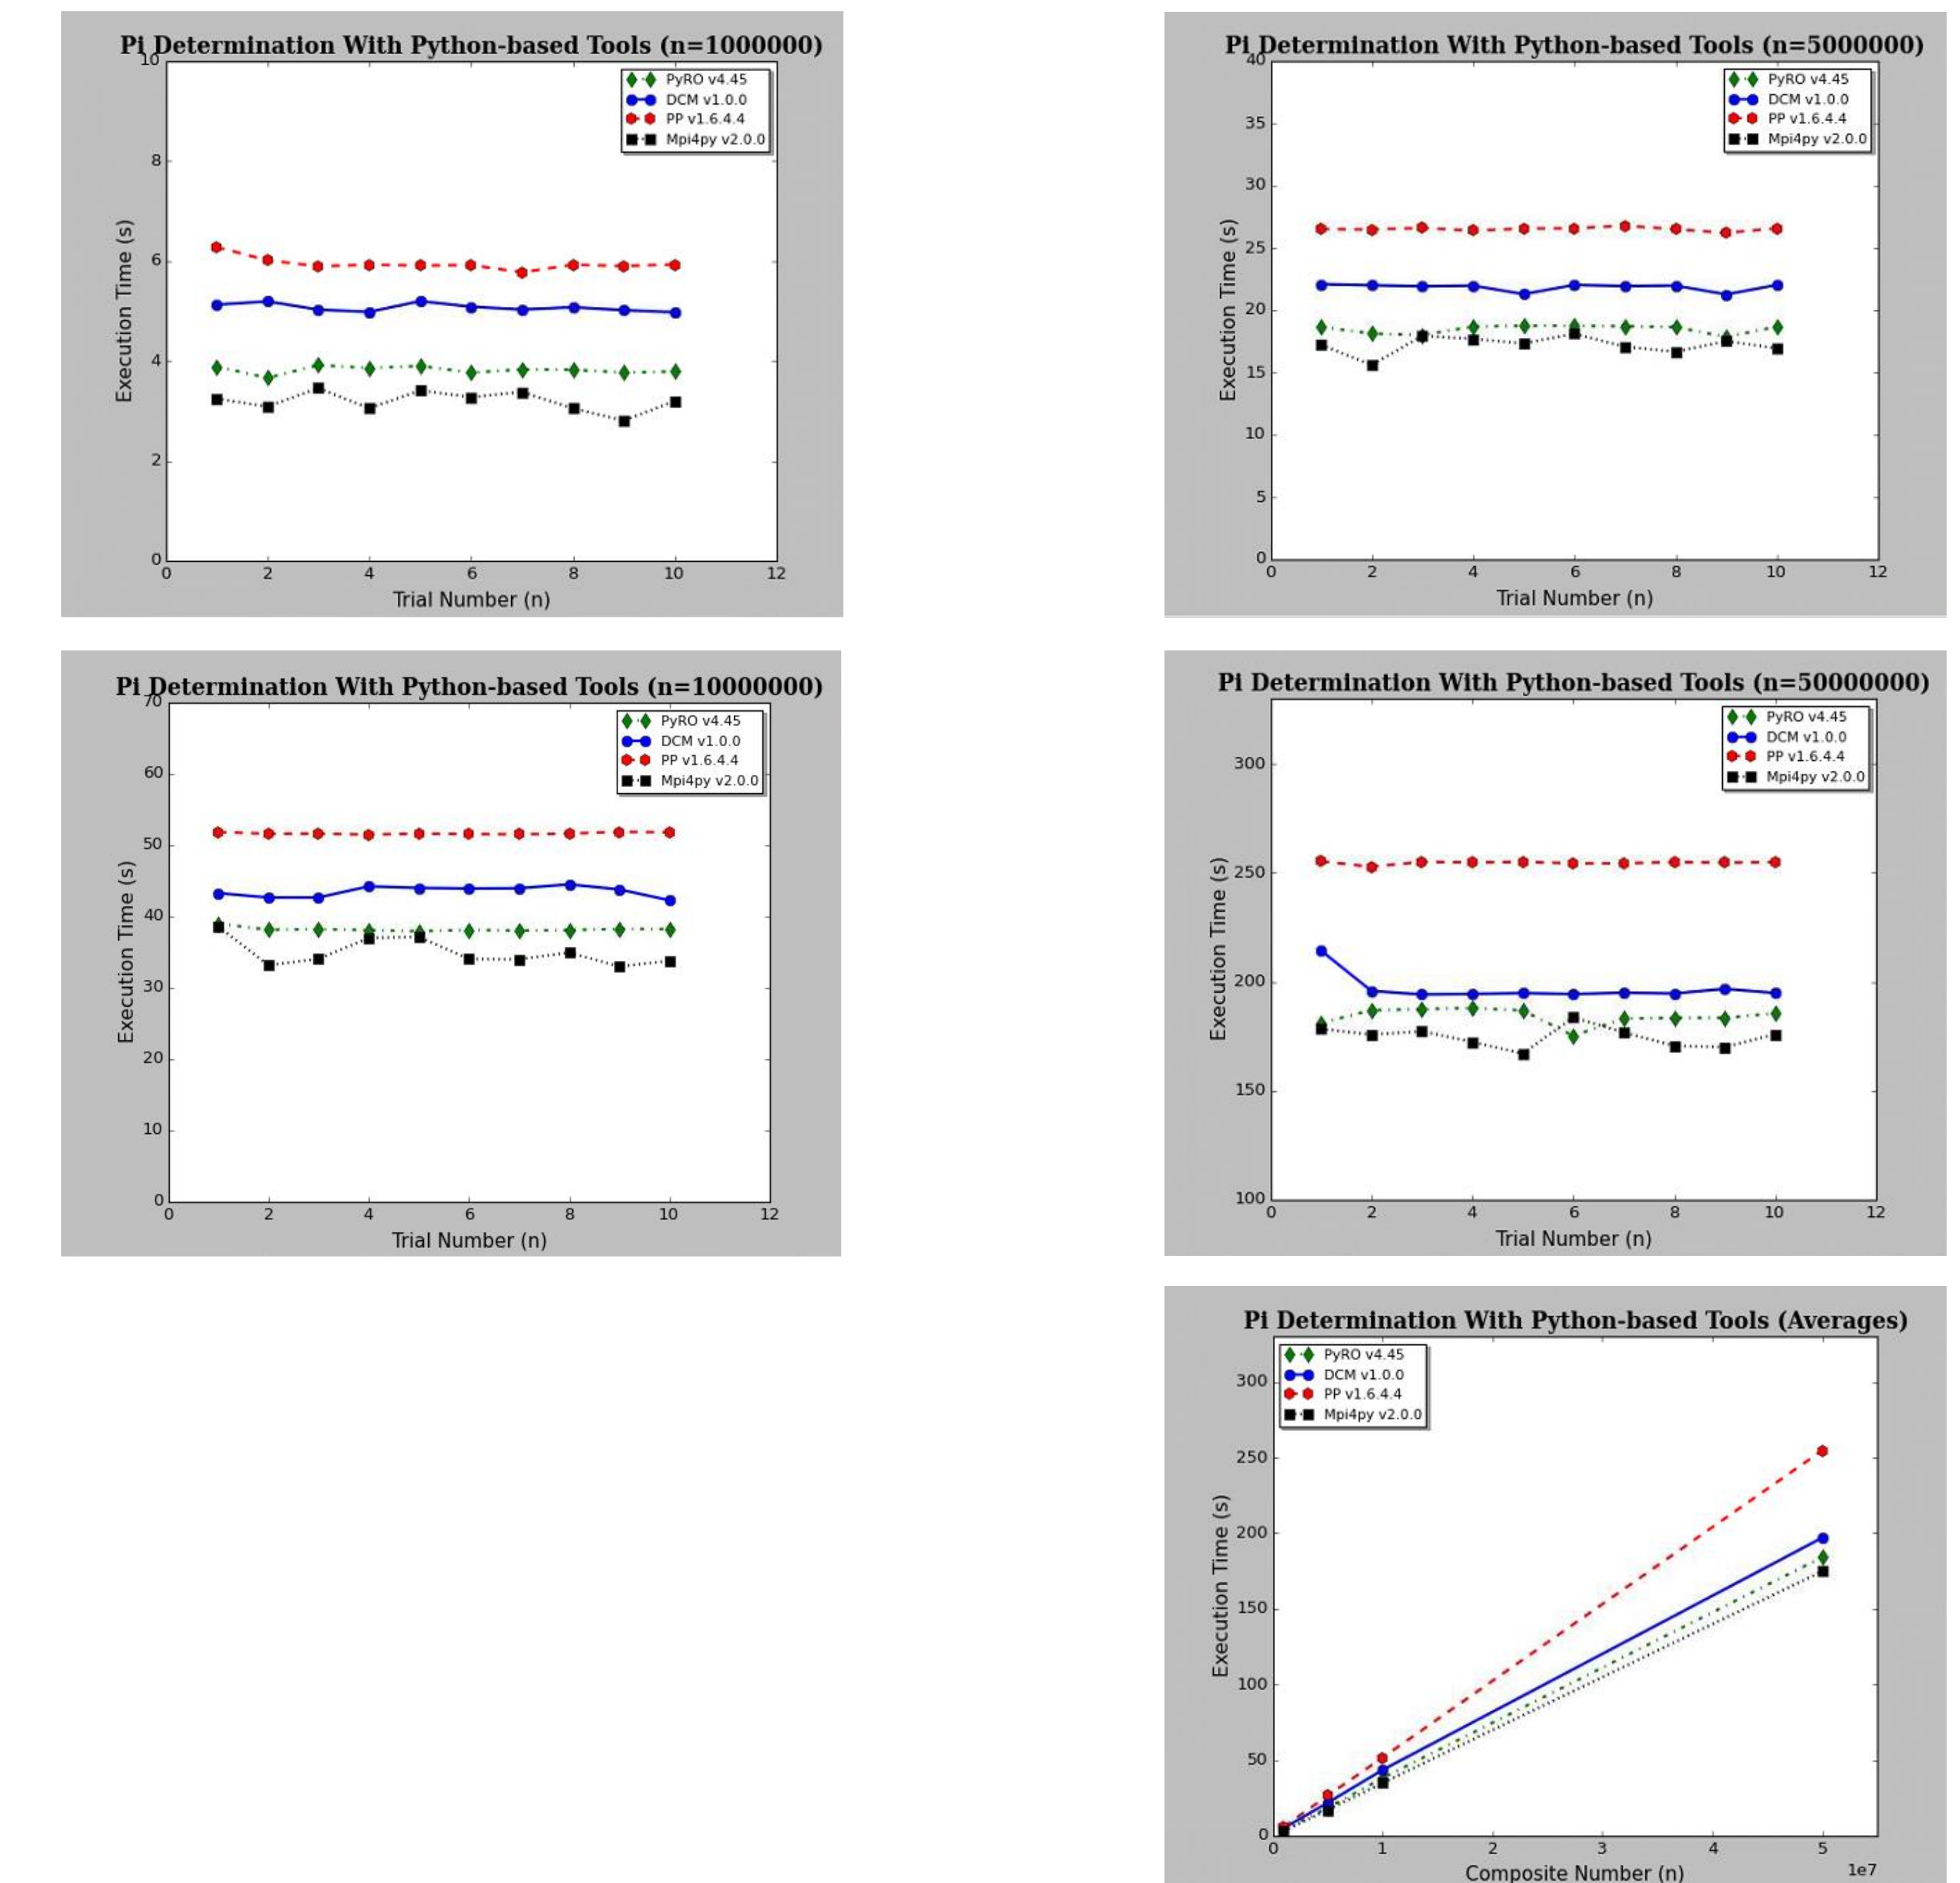 Pi Determination With Python-based Tools (n=1000000)
10
8
6
4
2
0
Execution Time (s)
PyRO v4.45
DCM v1.0.0
PP v1.6.4.4
Mpi4py v2.0.0
0 2 4 6 8 10 12
Trial Number (n)
Pi Determination With Python-based Tools (n=5000000)
40
35
30
25
20
15
10
5
0
Execution Time (s)
PyRO v4.45
DCM v1.0.0
PP v1.6.4.4
Mpi4py v2.0.0
0 2 4 6 8 10 12
Trial Number (n)
Pi Determination With Python-based Tools (n=10000000)
70
60
50
40
30
20
10
0
Execution Time (s)
PyRO v4.45
DCM v1.0.0
PP v1.6.4.4
Mpi4py v2.0.0
0 2 4 6 8 10 12
Trial Number (n)
Pi Determination With Python-based Tools (n=50000000)
300
250
200
150
100
Execution Time (s)
PyRO v4.45
DCM v1.0.0
PP v1.6.4.4
Mpi4py v2.0.0
0 2 4 6 8 10 12
Trial Number (n)
Pi Determination With Python-based Tools (Averages)
300
250
200
150
100
50
0
Execution Time (s)
PyRO v4.45
DCM v1.0.0
PP v1.6.4.4
Mpi4py v2.0.0
0 1 2 3 4 5
1e7
Composite Number (n)